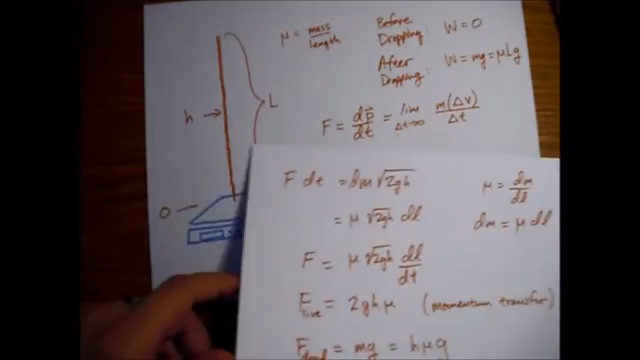 μ = mass/length
Before Dropping: W = 0
After Dropping: W = mg = μLg
h →
L
F = dp⃗/dt = lim Δt→0 m(Δv)/Δt
0 —
F dt = dm √2gh
= μ √2gh dl
F = μ √2gh dl/dt
F live = 2ghμ (momentum transfer)
F = mg = hμg
μ = dm/dl
dm = μ dl